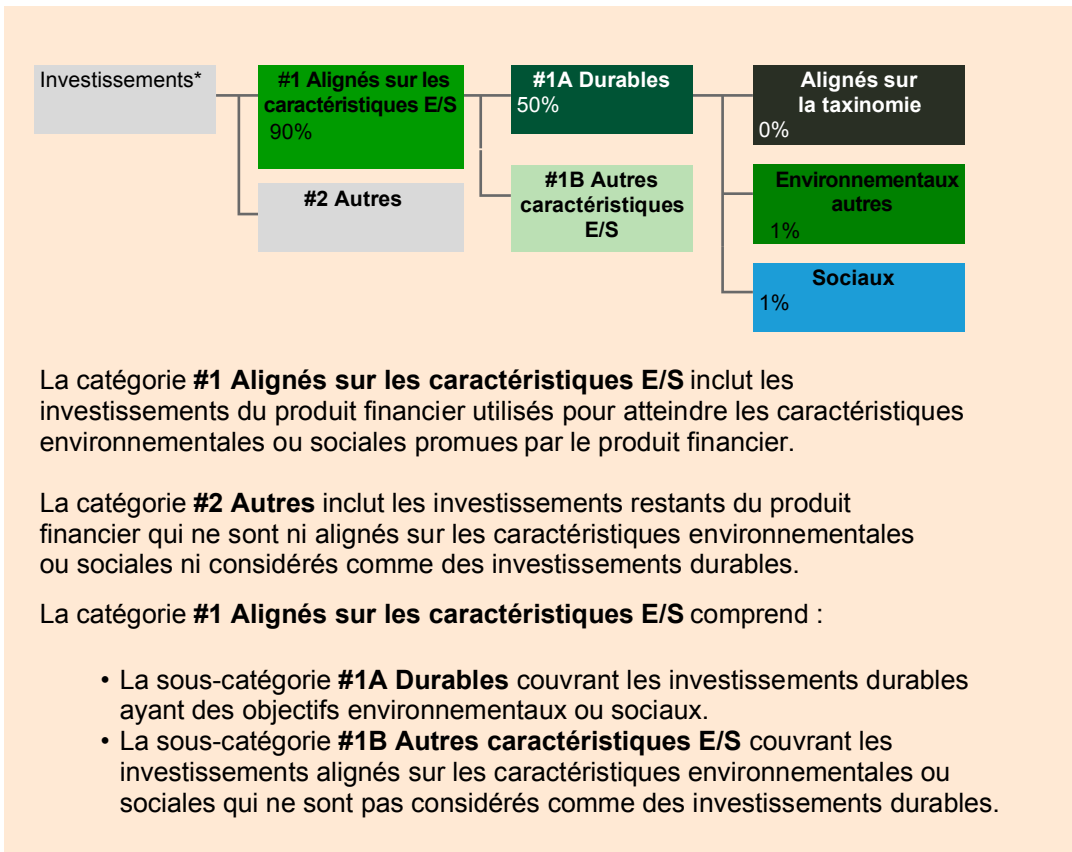 Investissements*
#1 Alignés sur les
caractéristiques E/S
90%
#2 Autres
#1A Durables
50%
#1B Autres
caractéristiques
E/S
Alignés sur
la taxinomie
0%
Environnementaux
autres
1%
Sociaux
1%
La catégorie #1 Alignés sur les caractéristiques E/S inclut les
investissements du produit financier utilisés pour atteindre les caractéristiques
environnementales ou sociales promues par le produit financier.
La catégorie #2 Autres inclut les investissements restants du produit
financier qui ne sont ni alignés sur les caractéristiques environnementales
ou sociales ni considérés comme des investissements durables.
La catégorie #1 Alignés sur les caractéristiques E/S comprend :
• La sous-catégorie #1A Durables couvrant les investissements durables
ayant des objectifs environnementaux ou sociaux.
• La sous-catégorie #1B Autres caractéristiques E/S couvrant les
investissements alignés sur les caractéristiques environnementales ou
sociales qui ne sont pas considérés comme des investissements durables.